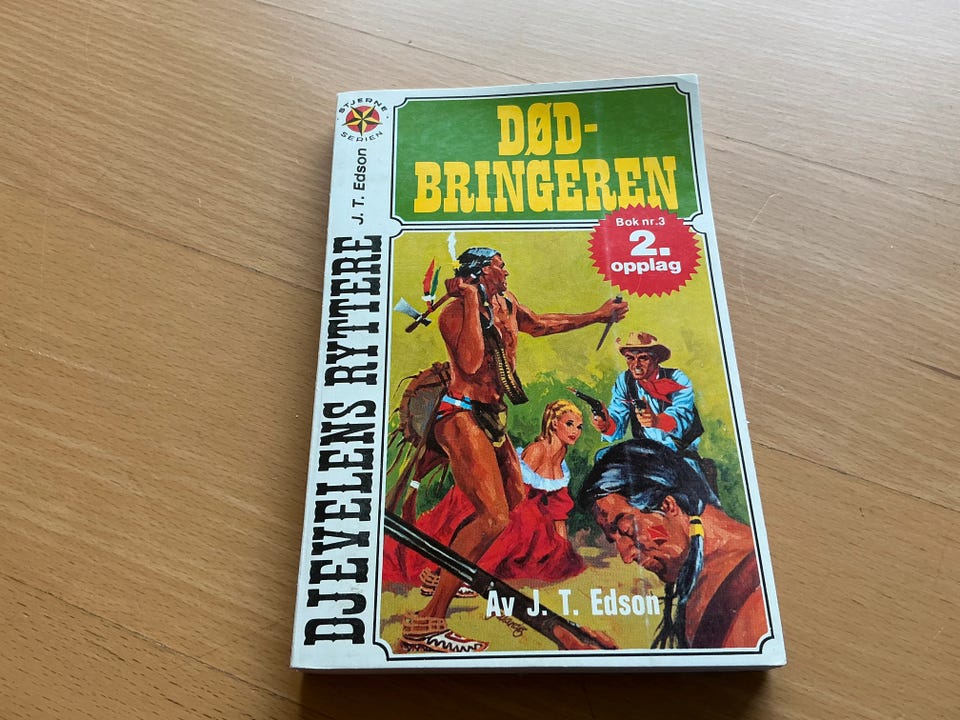 STJERNE
SERIEN
J. T. Edson
DJEVELENS RYTTERE
DØD-
BRINGEREN
Bok nr.3
2.
opplag
Av J. T. Edson